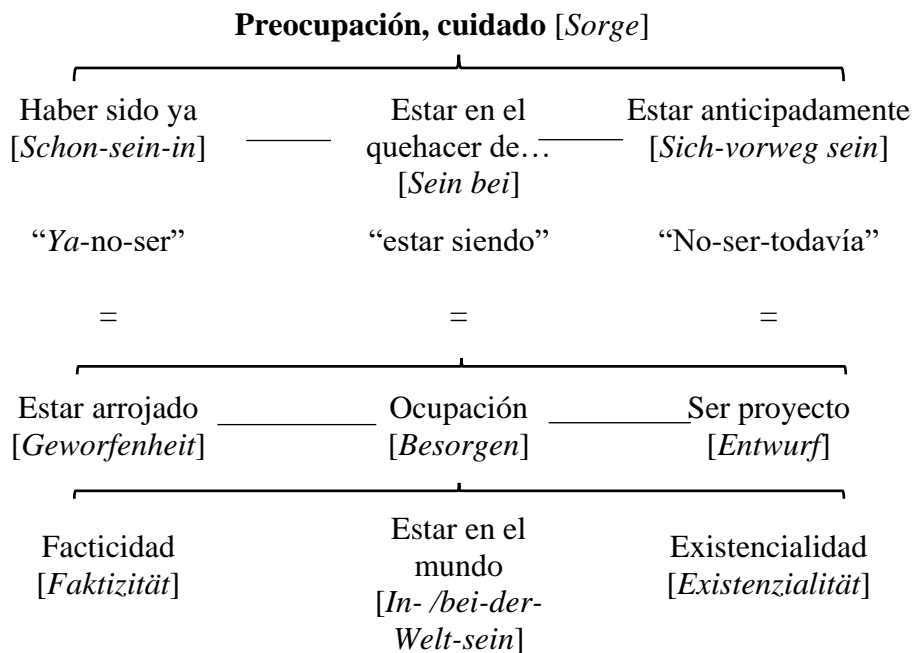 Preocupación, cuidado [Sorge]
Haber sido ya
[Schon-sein-in]
Estar en el
quehacer de…
[Sein bei]
Estar anticipadamente
[Sich-vorweg sein]
“Ya-no-ser”
“estar siendo”
“No-ser-todavía”
=
=
=
Estar arrojado
[Geworfenheit]
Ocupación
[Besorgen]
Ser proyecto
[Entwurf]
Facticidad
[Faktizität]
Estar en el
mundo
[In- /bei-der-
Welt-sein]
Existencialidad
[Existenzialität]